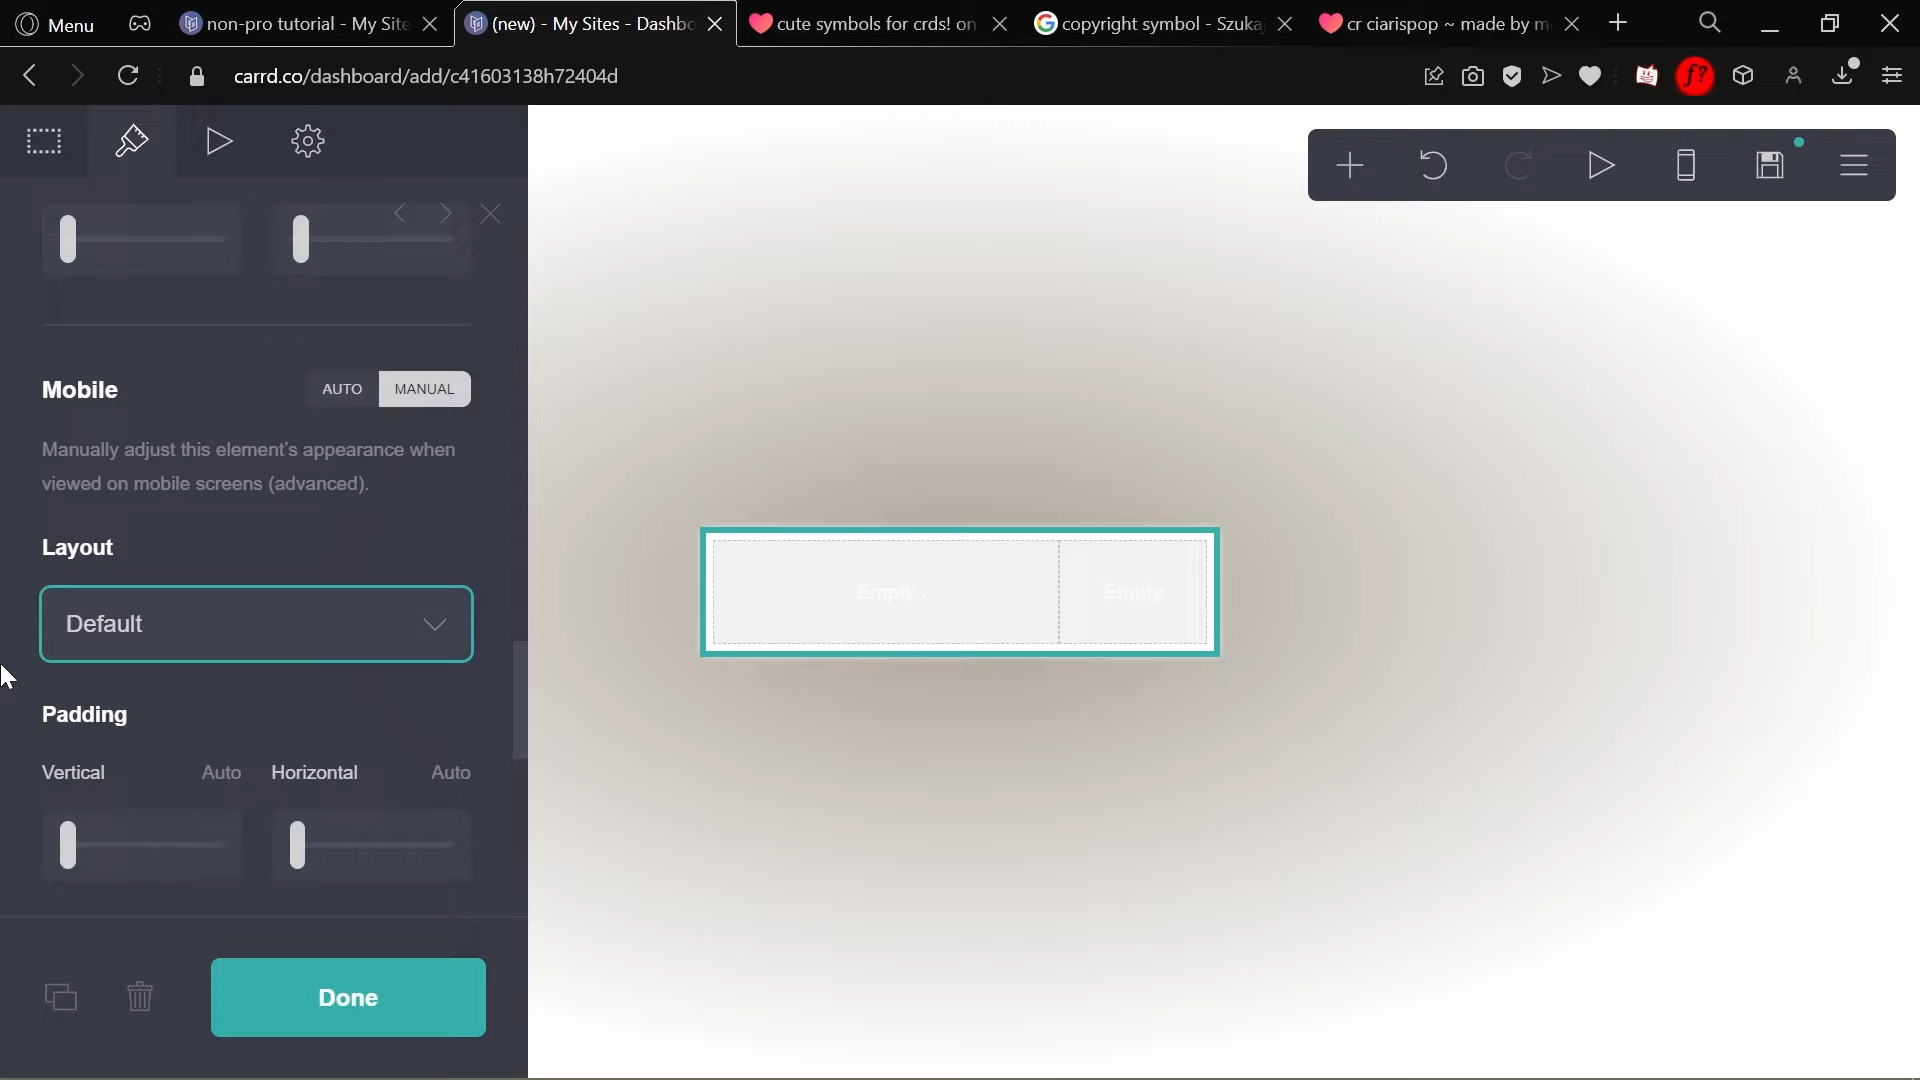 Menu
non-pro tutorial - My Site
(new) - My Sites - Dashbo
cute symbols for crds! on
copyright symbol - Szuka
cr ciarispop ~ made by m
carrd.co/dashboard/add/c41603138h72404d
f?
Mobile
AUTO
MANUAL
Manually adjust this element's appearance when
viewed on mobile screens (advanced).
Layout
Default
Padding
Vertical Auto Horizontal Auto
Done
Empty
Empty